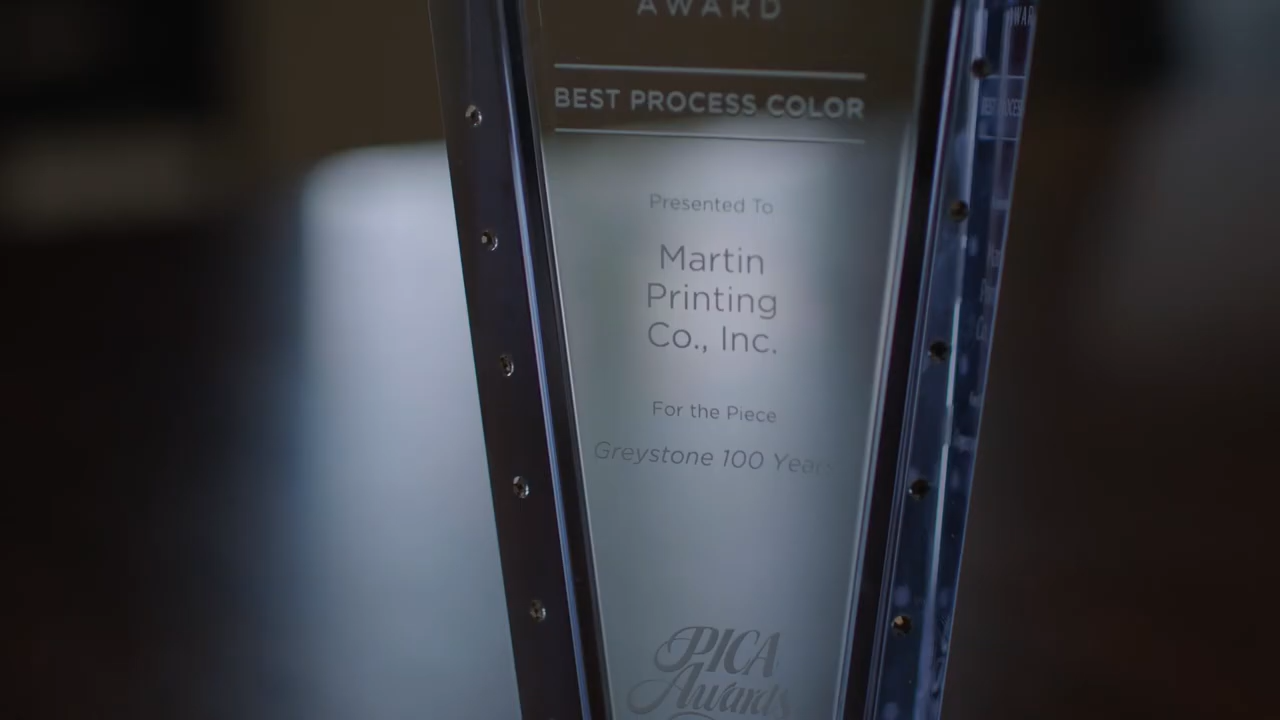 AWARD
BEST PROCESS COLOR
Presented To
Martin
Printing
Co., Inc.
For the Piece
Greystone 100 Years
PICA
Awards